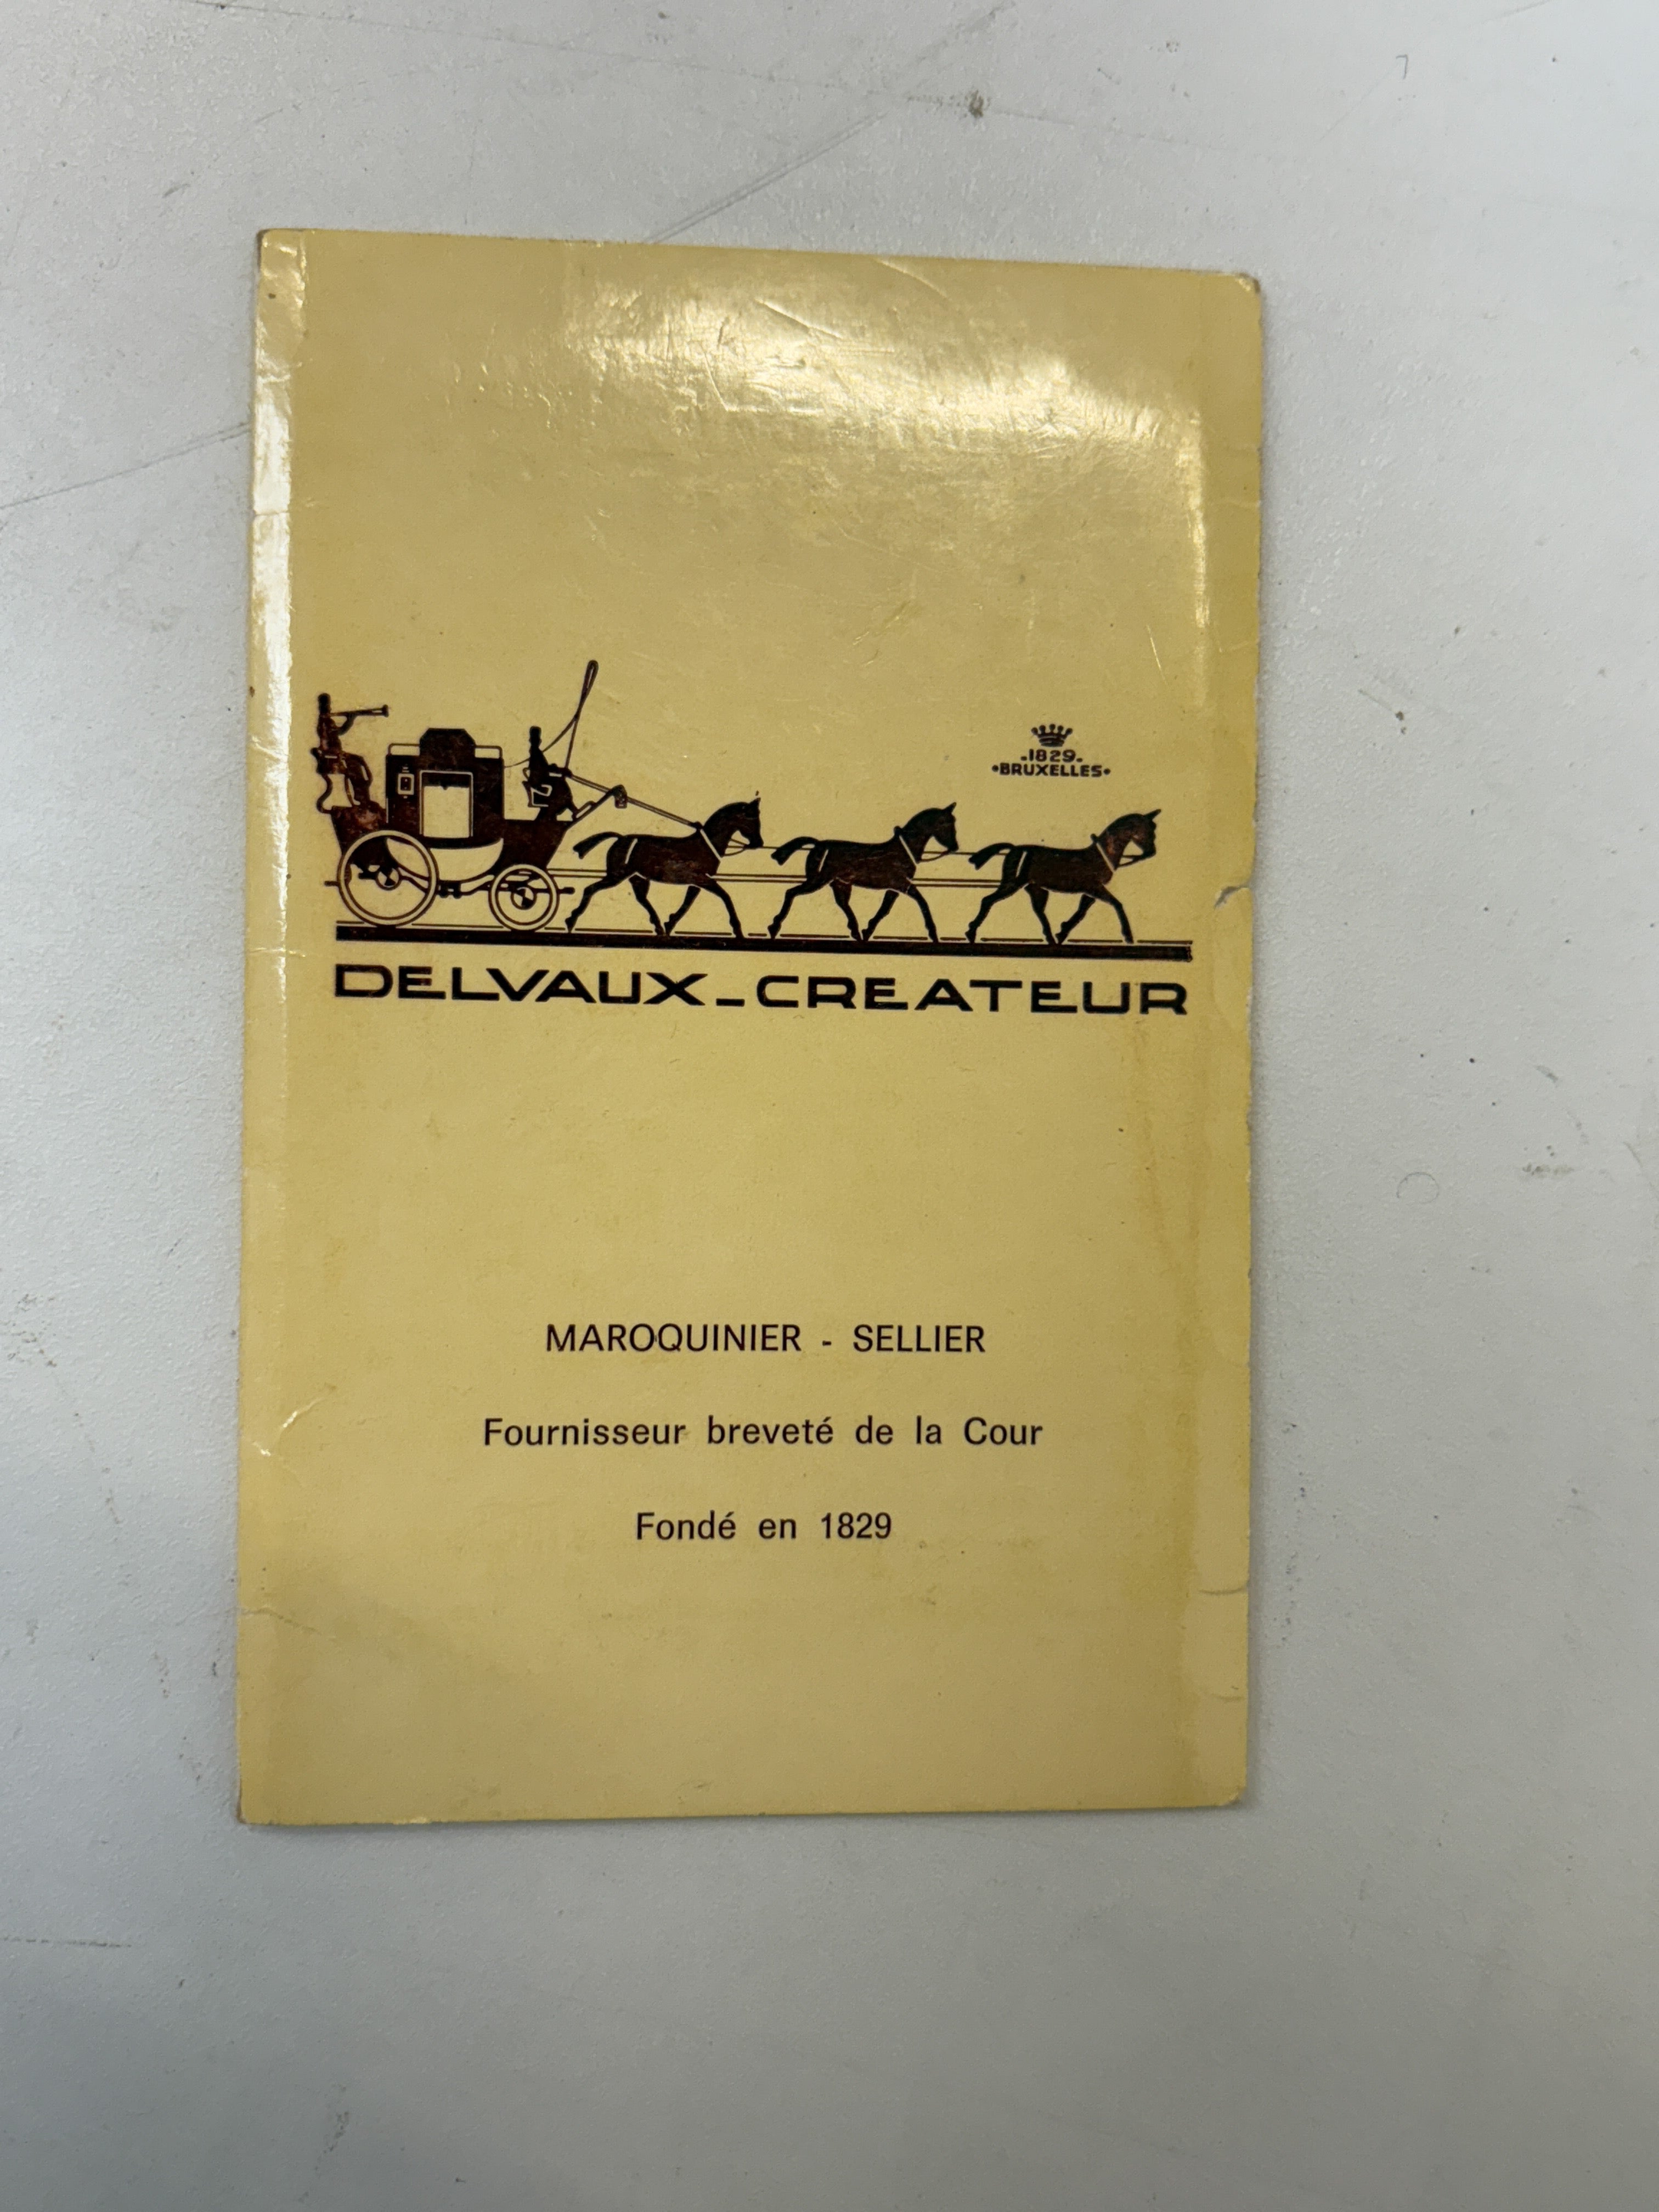 -1829-
•BRUXELLES•
DELVAUX_CREATEUR
MAROQUINIER - SELLIER
Fournisseur breveté de la Cour
Fondé en 1829